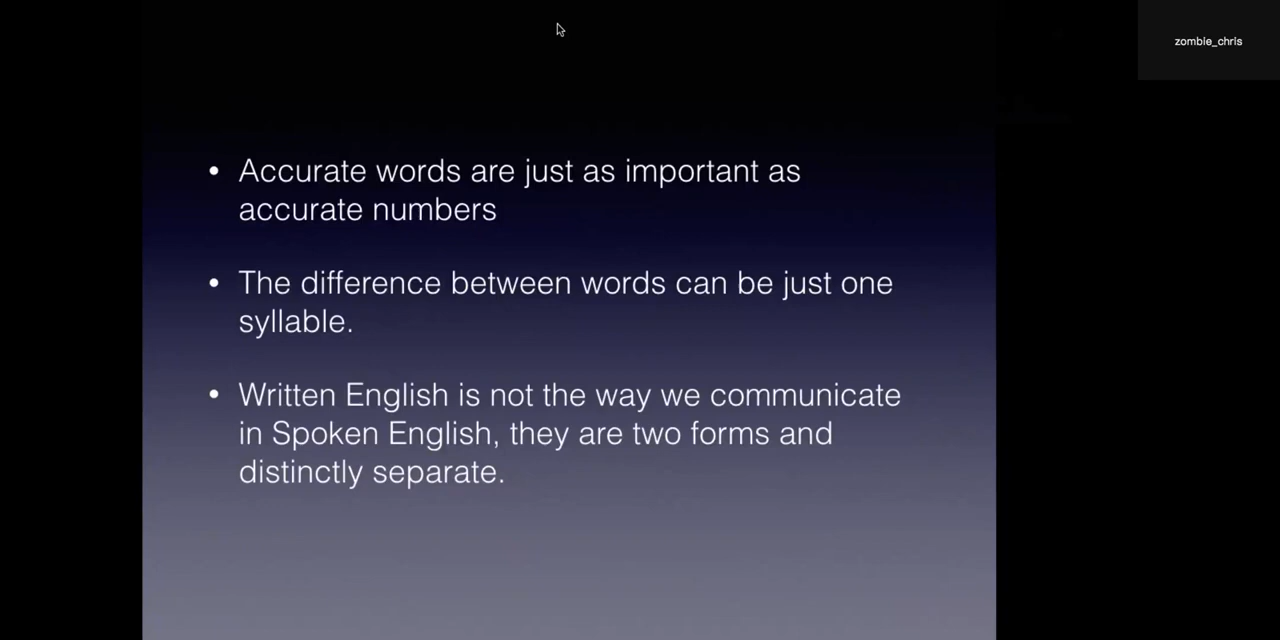 zombie_chris
• Accurate words are just as important as
accurate numbers
• The difference between words can be just one
syllable.
• Written English is not the way we communicate
in Spoken English, they are two forms and
distinctly separate.